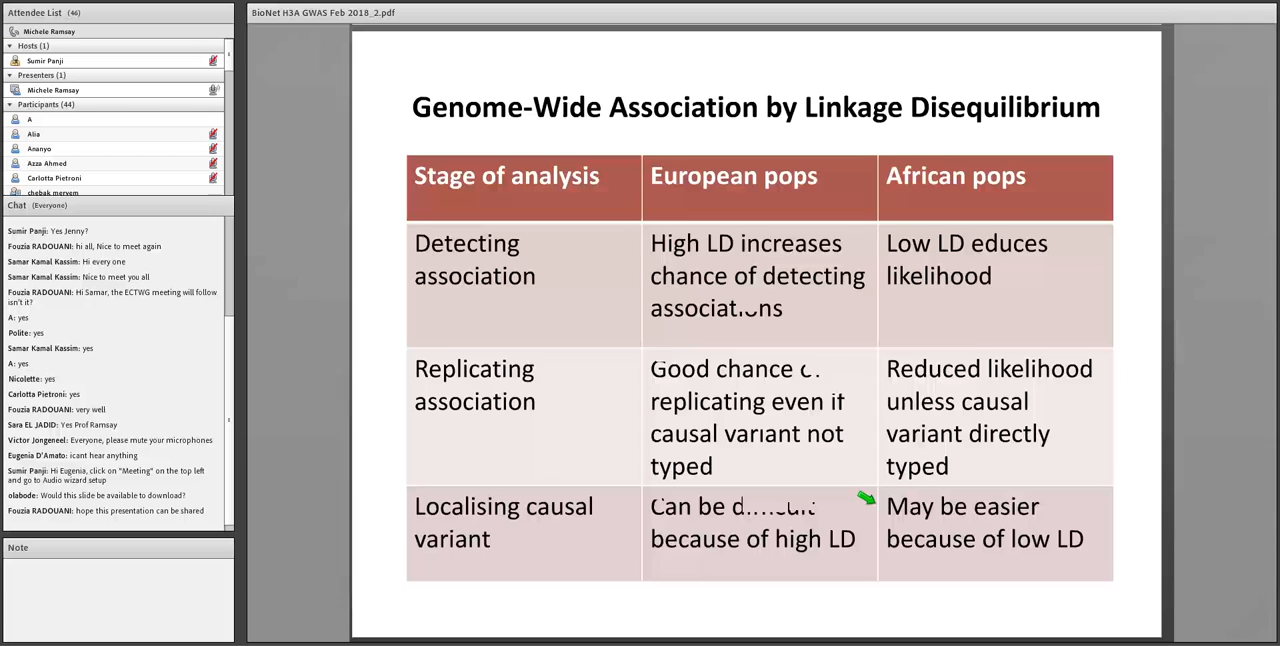 Attendee List (46)
Michele Ramsay
Hosts (1)
Sumir Panji
Presenters (1)
Michele Ramsay
Participants (44)
A
Alia
Ananyo
Azza Ahmed
Carlotta Pietroni
chebak meryem
Chat (Everyone)
Sumir Panji: Yes Jenny?
Fouzia RADOUANI: hi all, Nice to meet again
Samar Kamal Kassim: Hi every one
Samar Kamal Kassim: Nice to meet you all
Fouzia RADOUANI: Hi Samar, the ECTWG meeting will follow
isn't it?
A: yes
Polite: yes
Samar Kamal Kassim: yes
A: yes
Nicolette: yes
Carlotta Pietroni: yes
Fouzia RADOUANI: very well
Sara EL JADID: Yes Prof Ramsay
Victor Jongeneel: Everyone, please mute your microphones
Eugenia D'Amato: icant hear anything
Sumir Panji: Hi Eugenia, click on "Meeting" on the top left
and go to Audio wizard setup
olabode: Would this slide be available to download?
Fouzia RADOUANI: hope this presentation can be shared
Note
BioNet H3A GWAS Feb 2018_2.pdf
Genome-Wide Association by Linkage Disequilibrium
Stage of analysis
European pops
African pops
Detecting
association
High LD increases
chance of detecting
associations
Low LD educes
likelihood
Replicating
association
Good chance
replicating even if
causal variant not
typed
Reduced likelihood
unless causal
variant directly
typed
Localising causal
variant
Can be difficult
because of high LD
May be easier
because of low LD